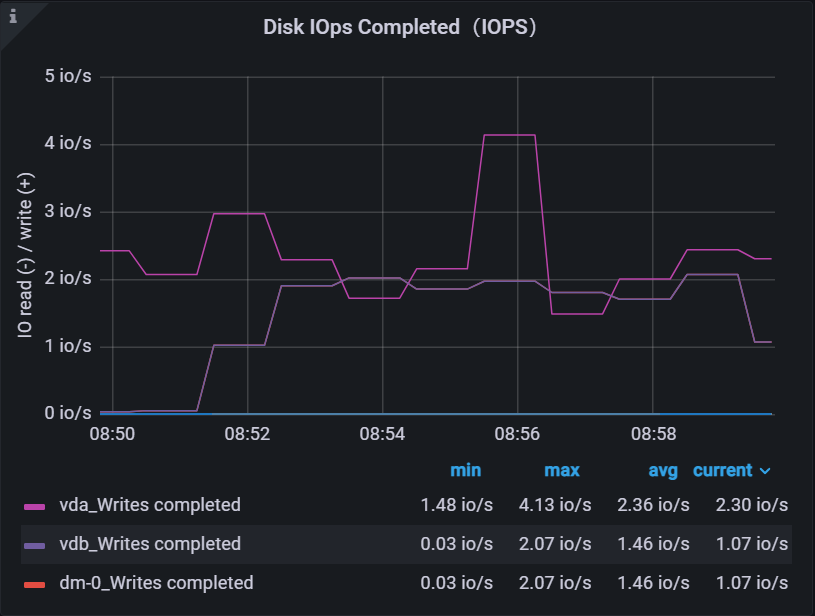 i
Disk IOps Completed（IOPS）
IO read (-) / write (+)
5 io/s
4 io/s
3 io/s
2 io/s
1 io/s
0 io/s
08:50 08:52 08:54 08:56 08:58
min max avg current
vda_Writes completed 1.48 io/s 4.13 io/s 2.36 io/s 2.30 io/s
vdb_Writes completed 0.03 io/s 2.07 io/s 1.46 io/s 1.07 io/s
dm-0_Writes completed 0.03 io/s 2.07 io/s 1.46 io/s 1.07 io/s